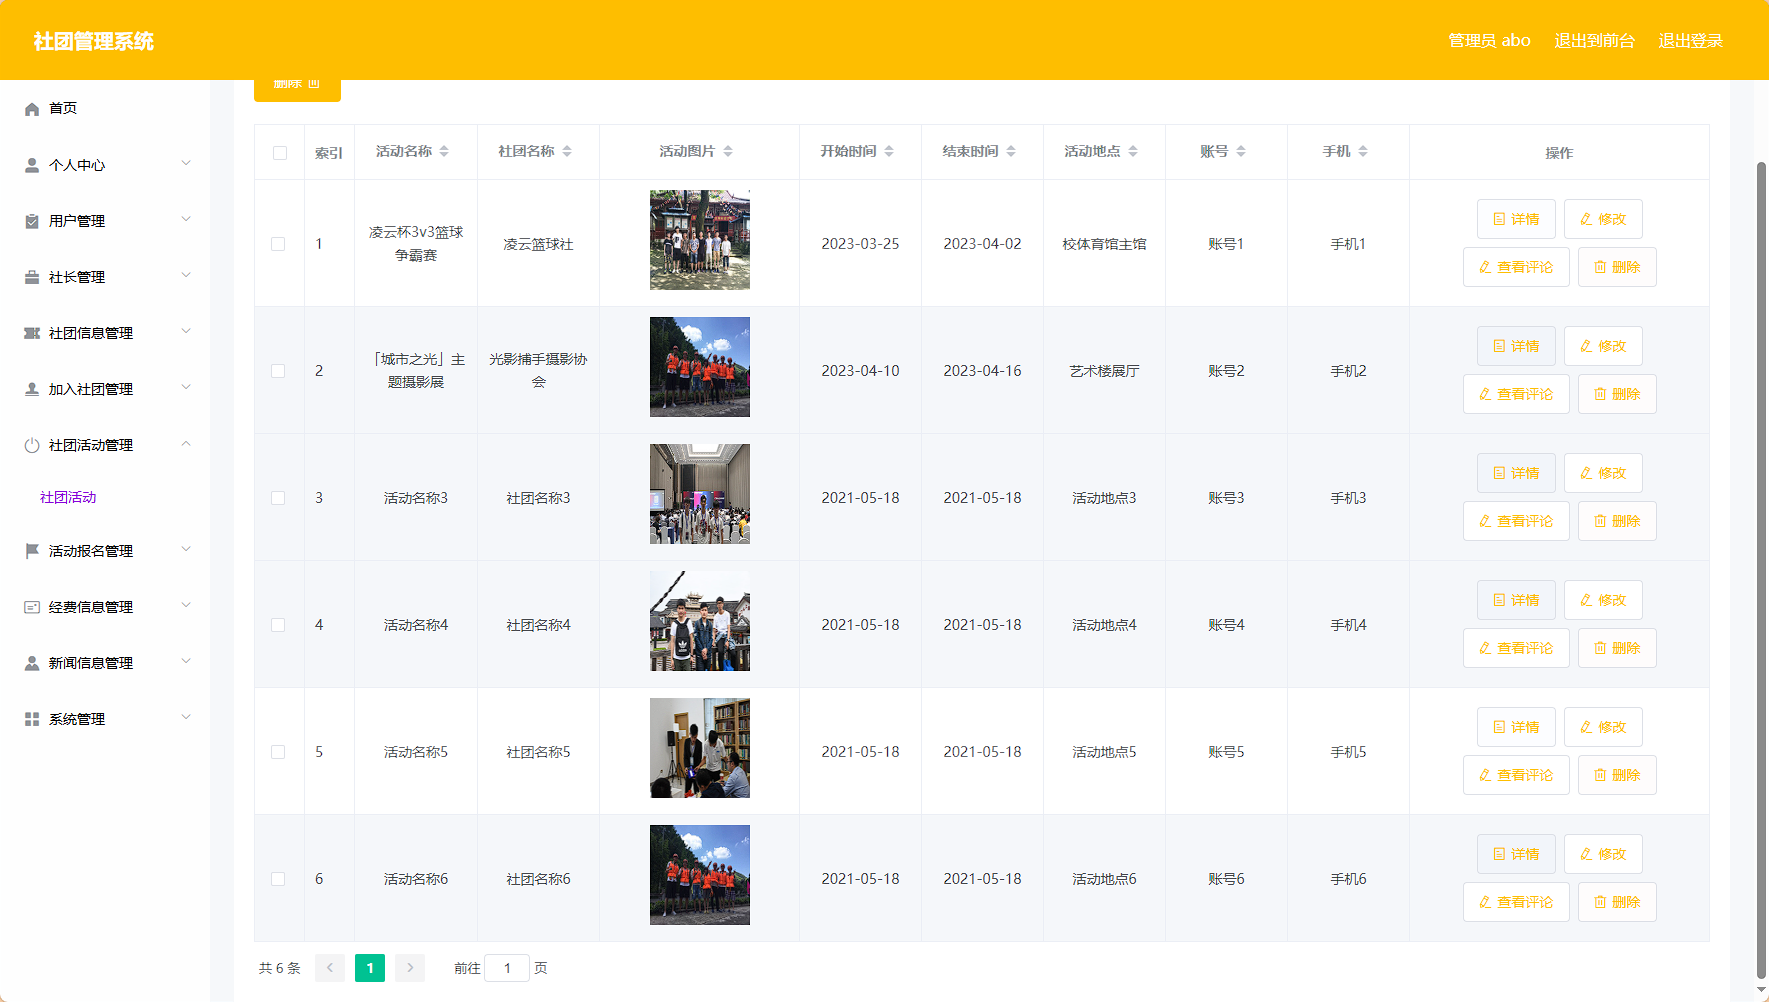 社团管理系统
管理员 abo 退出到前台 退出登录
删除
首页
个人中心
用户管理
社长管理
社团信息管理
加入社团管理
社团活动管理
社团活动
活动报名管理
经费信息管理
新闻信息管理
系统管理
索引 活动名称 社团名称 活动图片 开始时间 结束时间 活动地点 账号 手机 操作
1 凌云杯3v3篮球争霸赛 凌云篮球社 2023-03-25 2023-04-02 校体育馆主馆 账号1 手机1 详情 修改 查看评论 删除
2 「城市之光」主题摄影展 光影捕手摄影协会 2023-04-10 2023-04-16 艺术楼展厅 账号2 手机2 详情 修改 查看评论 删除
3 活动名称3 社团名称3 2021-05-18 2021-05-18 活动地点3 账号3 手机3 详情 修改 查看评论 删除
4 活动名称4 社团名称4 2021-05-18 2021-05-18 活动地点4 账号4 手机4 详情 修改 查看评论 删除
5 活动名称5 社团名称5 2021-05-18 2021-05-18 活动地点5 账号5 手机5 详情 修改 查看评论 删除
6 活动名称6 社团名称6 2021-05-18 2021-05-18 活动地点6 账号6 手机6 详情 修改 查看评论 删除
共 6 条 1 前往 1 页